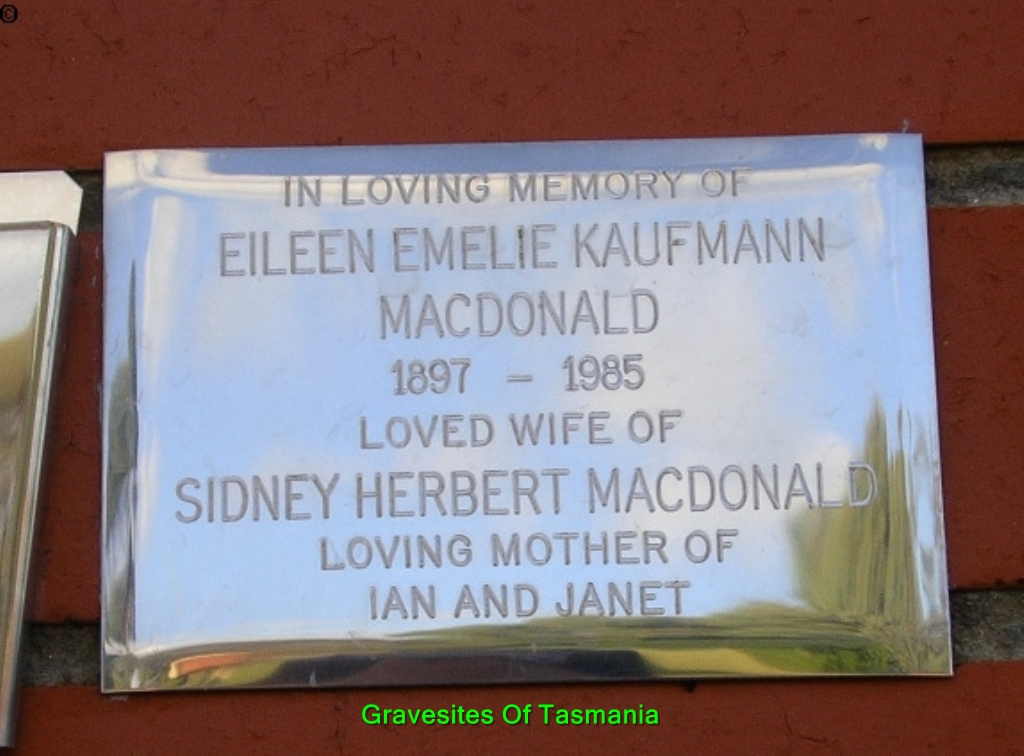 ©
IN LOVING MEMORY OF
EILEEN EMELIE KAUFMANN
MACDONALD
1897 - 1985
LOVED WIFE OF
SIDNEY HERBERT MACDONALD
LOVING MOTHER OF
IAN AND JANET
Gravesites Of Tasmania